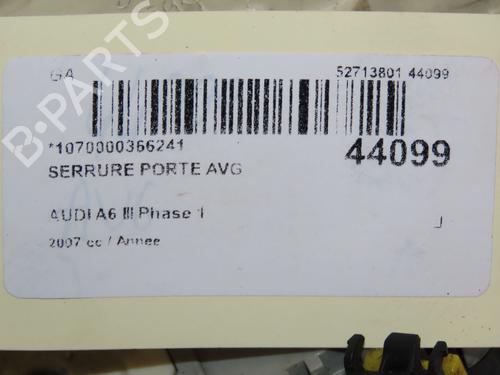 GA 52713801 44099
*1070000366241 44099
SERRURE PORTE AVG
AUDI A6 III Phase 1
2007 cc / Annee
B-PARTS